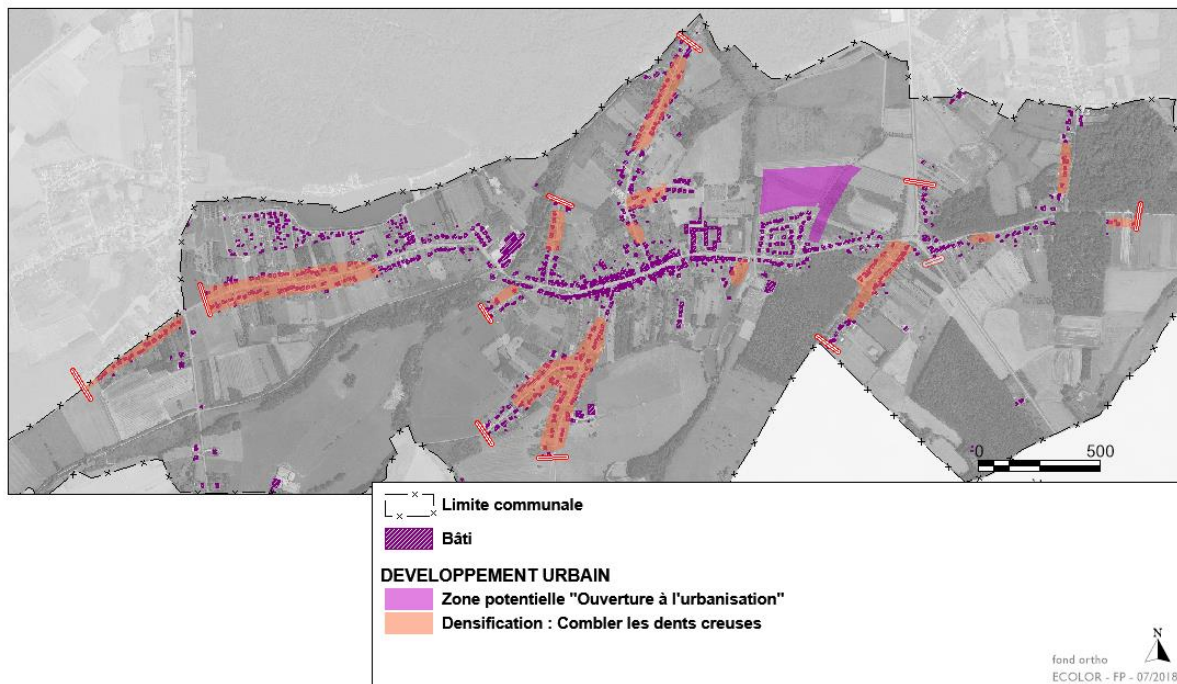 0 500
Limite communale
Bâti
DEVELOPPEMENT URBAIN
Zone potentielle "Ouverture à l'urbanisation"
Densification : Combler les dents creuses
N
fond ortho
ECOLOR - FP - 07/2018